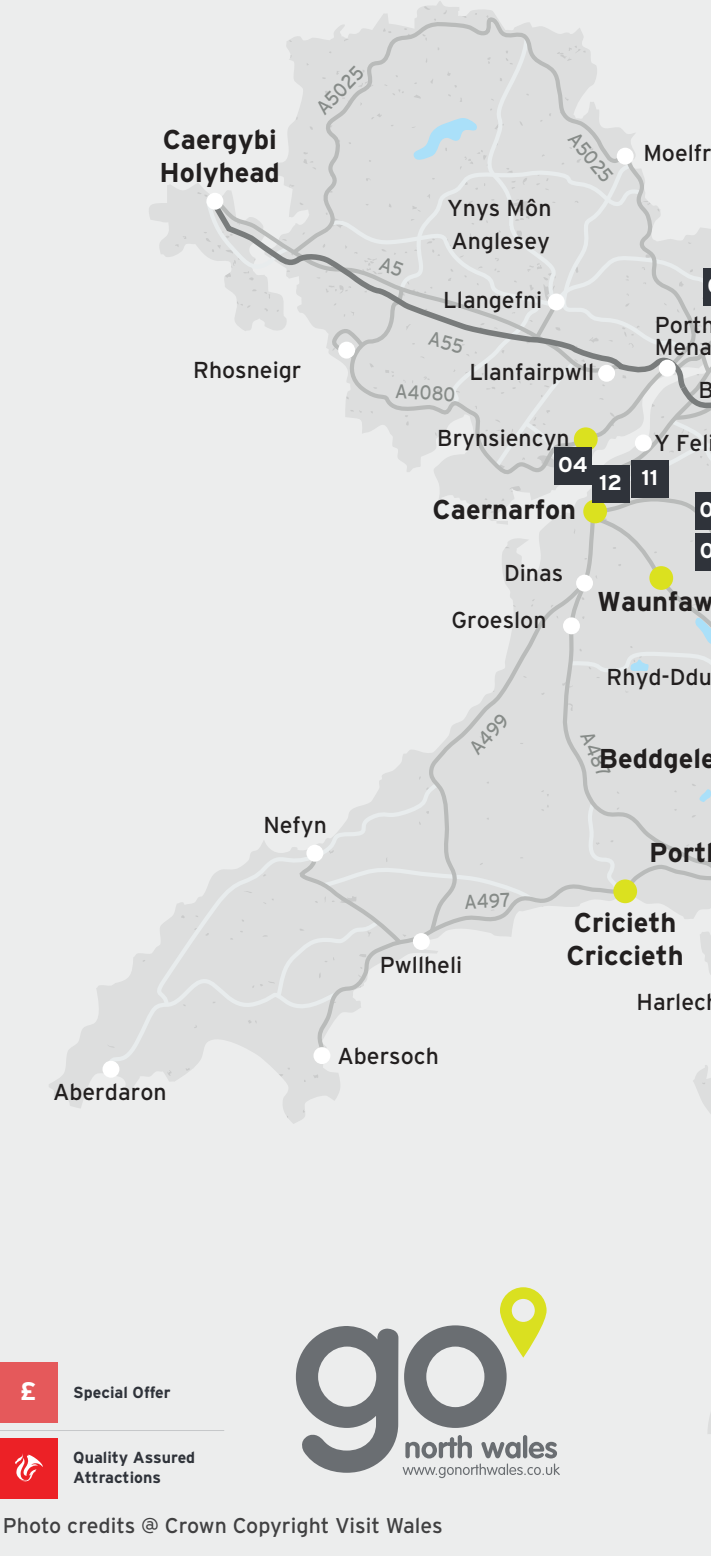 A5025
Caergybi
Holyhead
A5025
Moelfr
Ynys Môn
Anglesey
A5
Llangefni
Porth
Mena
A55
Rhosneigr
Llanfairpwll
A4080
B
Brynsiencyn
Y Feli
04
12
11
Caernarfon
0
0
Dinas
Waunfaw
Groeslon
Rhyd-Ddu
A499
A487
Beddgele
Nefyn
Porth
A497
Cricieth
Criccieth
Pwllheli
Harlech
Abersoch
Aberdaron
go
north wales
www.gonorthwales.co.uk
£
Special Offer
Quality Assured
Attractions
Photo credits @ Crown Copyright Visit Wales